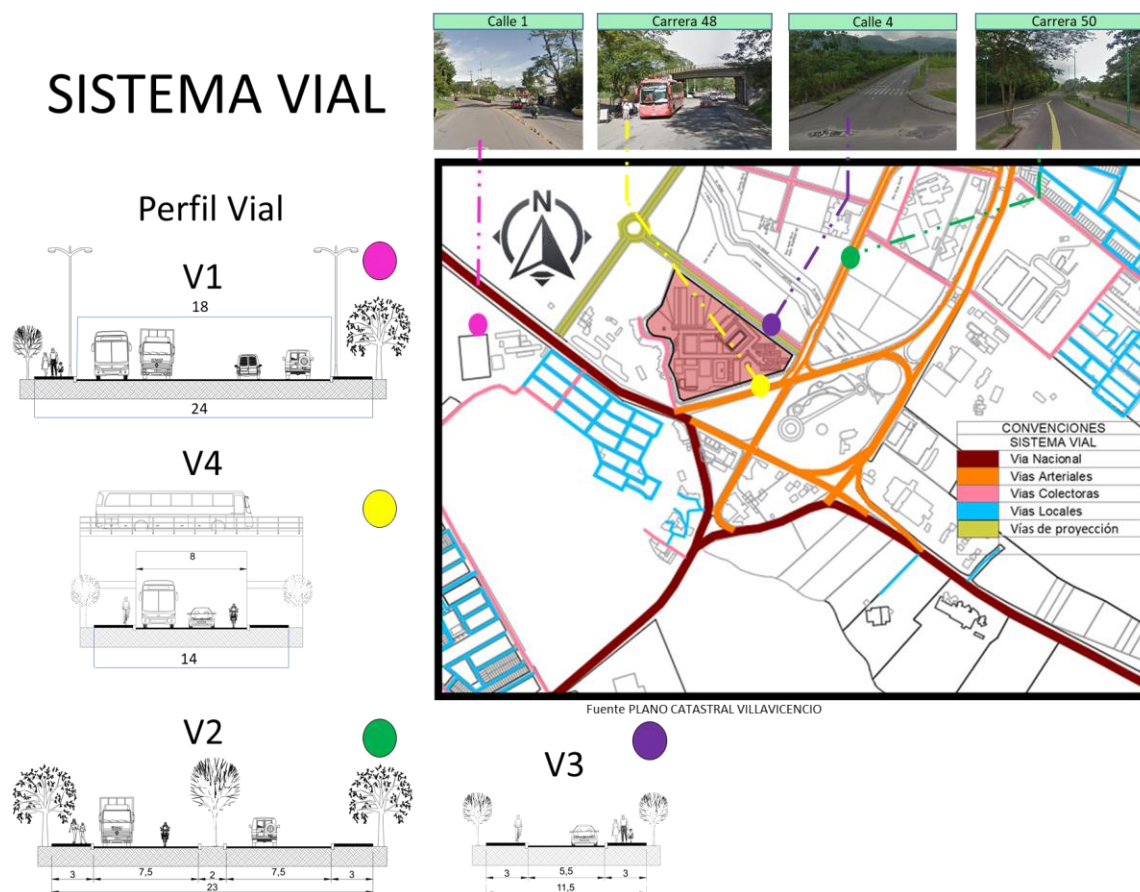 SISTEMA VIAL
Calle 1
Carrera 48
Calle 4
Carrera 50
Perfil Vial
V1
18
24
V4
8
14
V2
3
7,5
2
7,5
3
23
N
CONVENCIONES
SISTEMA VIAL
Via Nacional
Vias Arteriales
Vias Colectoras
Vias Locales
Vías de proyección
Fuente PLANO CATASTRAL VILLAVICENCIO
V3
3
5,5
3
11,5